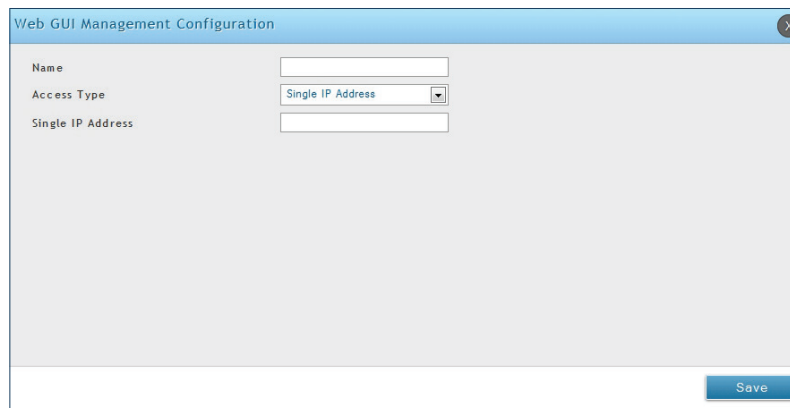 Web GUI Management Configuration
X
Name
Access Type
Single IP Address
Single IP Address
Save